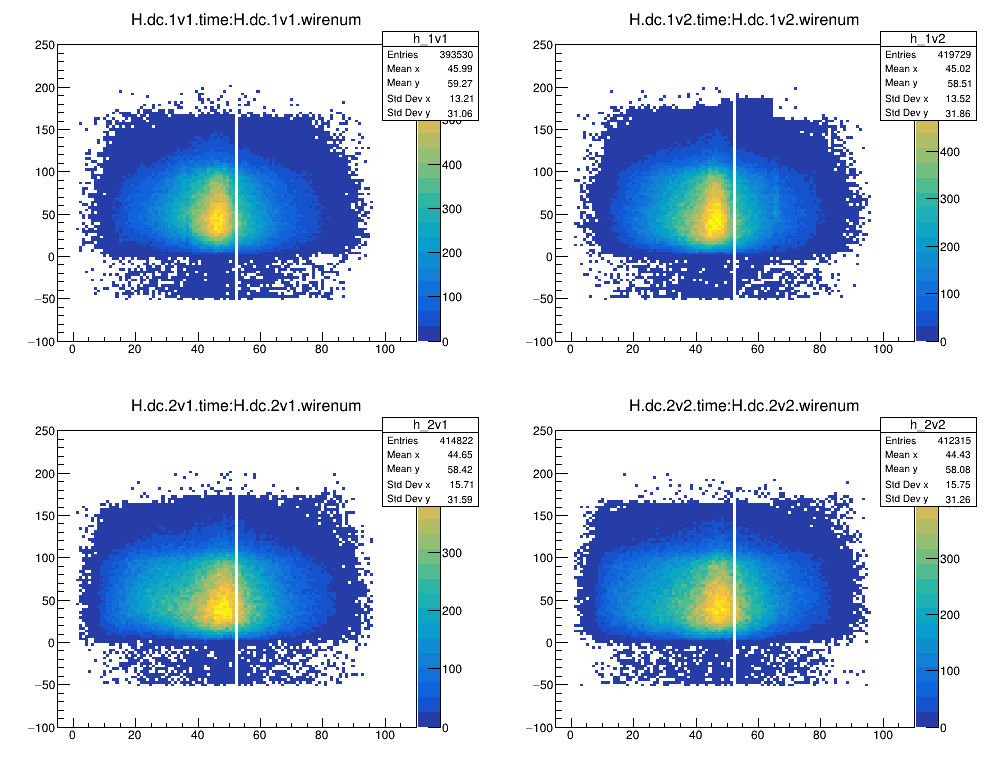 H.dc.1v1.time:H.dc.1v1.wirenum
h_1v1
Entries 393530
Mean x 45.99
Mean y 59.27
Std Dev x 13.21
Std Dev y 31.06
250
200
150
100
50
0
−50
−100
0 20 40 60 80 100
500
400
300
200
100
0
H.dc.1v2.time:H.dc.1v2.wirenum
h_1v2
Entries 419729
Mean x 45.02
Mean y 58.51
Std Dev x 13.52
Std Dev y 31.86
250
200
150
100
50
0
−50
−100
0 20 40 60 80 100
400
300
200
100
0
H.dc.2v1.time:H.dc.2v1.wirenum
h_2v1
Entries 414822
Mean x 44.65
Mean y 58.42
Std Dev x 15.71
Std Dev y 31.59
250
200
150
100
50
0
−50
−100
0 20 40 60 80 100
300
200
100
0
H.dc.2v2.time:H.dc.2v2.wirenum
h_2v2
Entries 412315
Mean x 44.43
Mean y 58.08
Std Dev x 15.75
Std Dev y 31.26
250
200
150
100
50
0
−50
−100
0 20 40 60 80 100
300
200
100
0